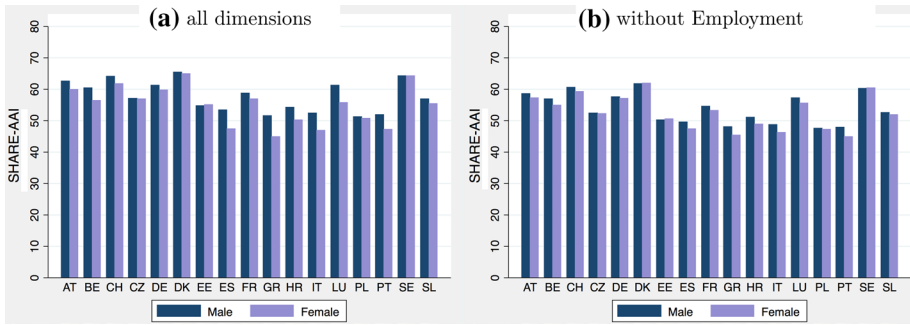 (a) all dimensions
SHARE-AAI
80
70
60
50
40
30
20
10
0
AT BE CH CZ DE DK EE ES FR GR HR IT LU PL PT SE SL
Male Female
(b) without Employment
SHARE-AAI
80
70
60
50
40
30
20
10
0
AT BE CH CZ DE DK EE ES FR GR HR IT LU PL PT SE SL
Male Female